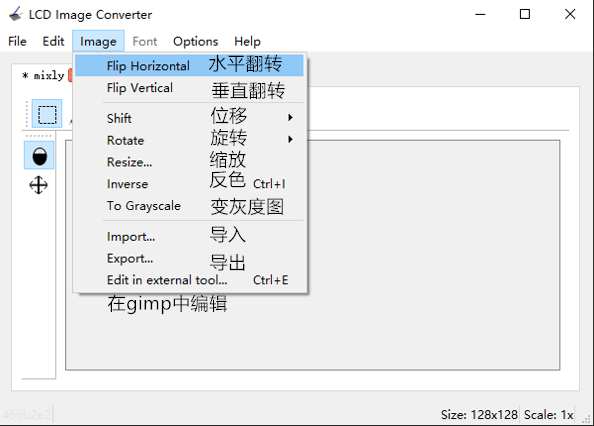 LCD Image Converter
File Edit Image Font Options Help
* mixly
Flip Horizontal 水平翻转
Flip Vertical 垂直翻转
Shift 位移
Rotate 旋转
Resize... 缩放
Inverse 反色 Ctrl+I
To Grayscale 变灰度图
Import... 导入
Export... 导出
Edit in external tool... Ctrl+E
在gimp中编辑
466b2e2
Size: 128x128 Scale: 1x